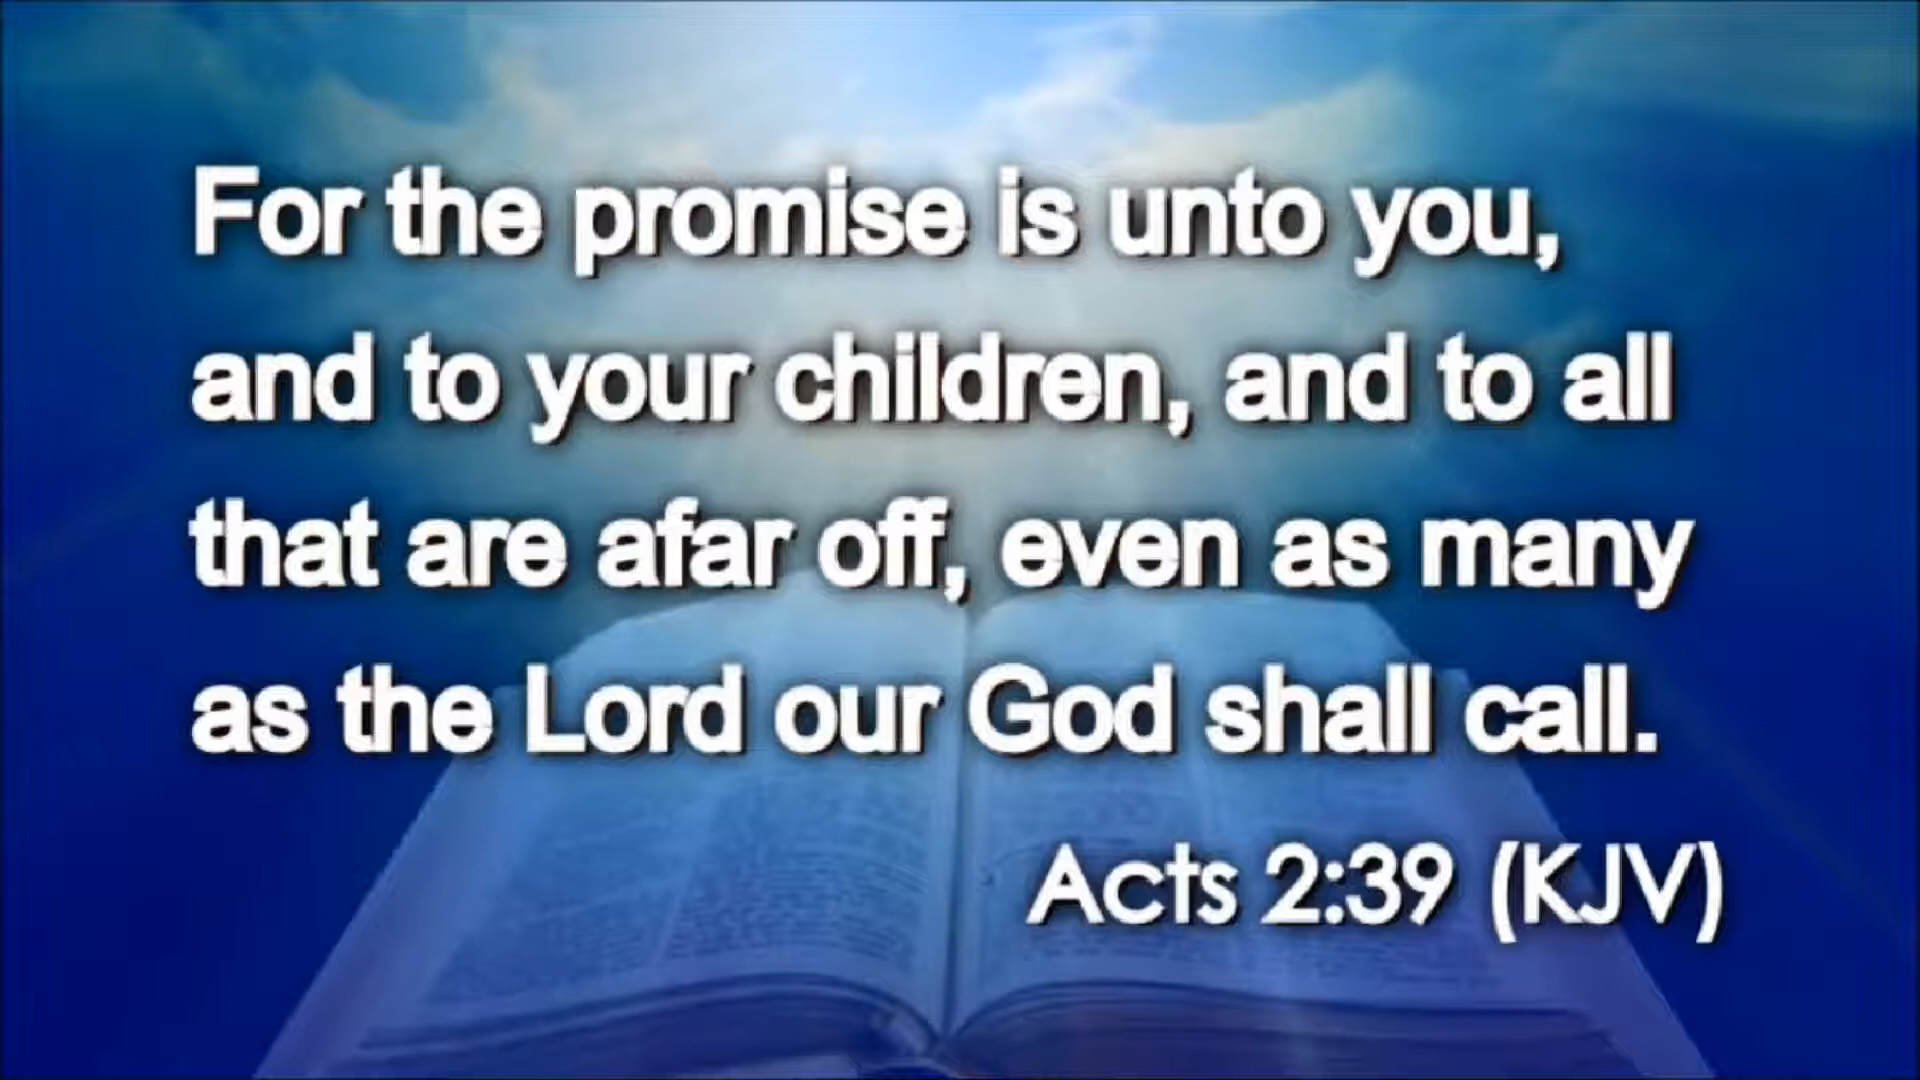 For the promise is unto you,
and to your children, and to all
that are afar off, even as many
as the Lord our God shall call.
Acts 2:39 (KJV)